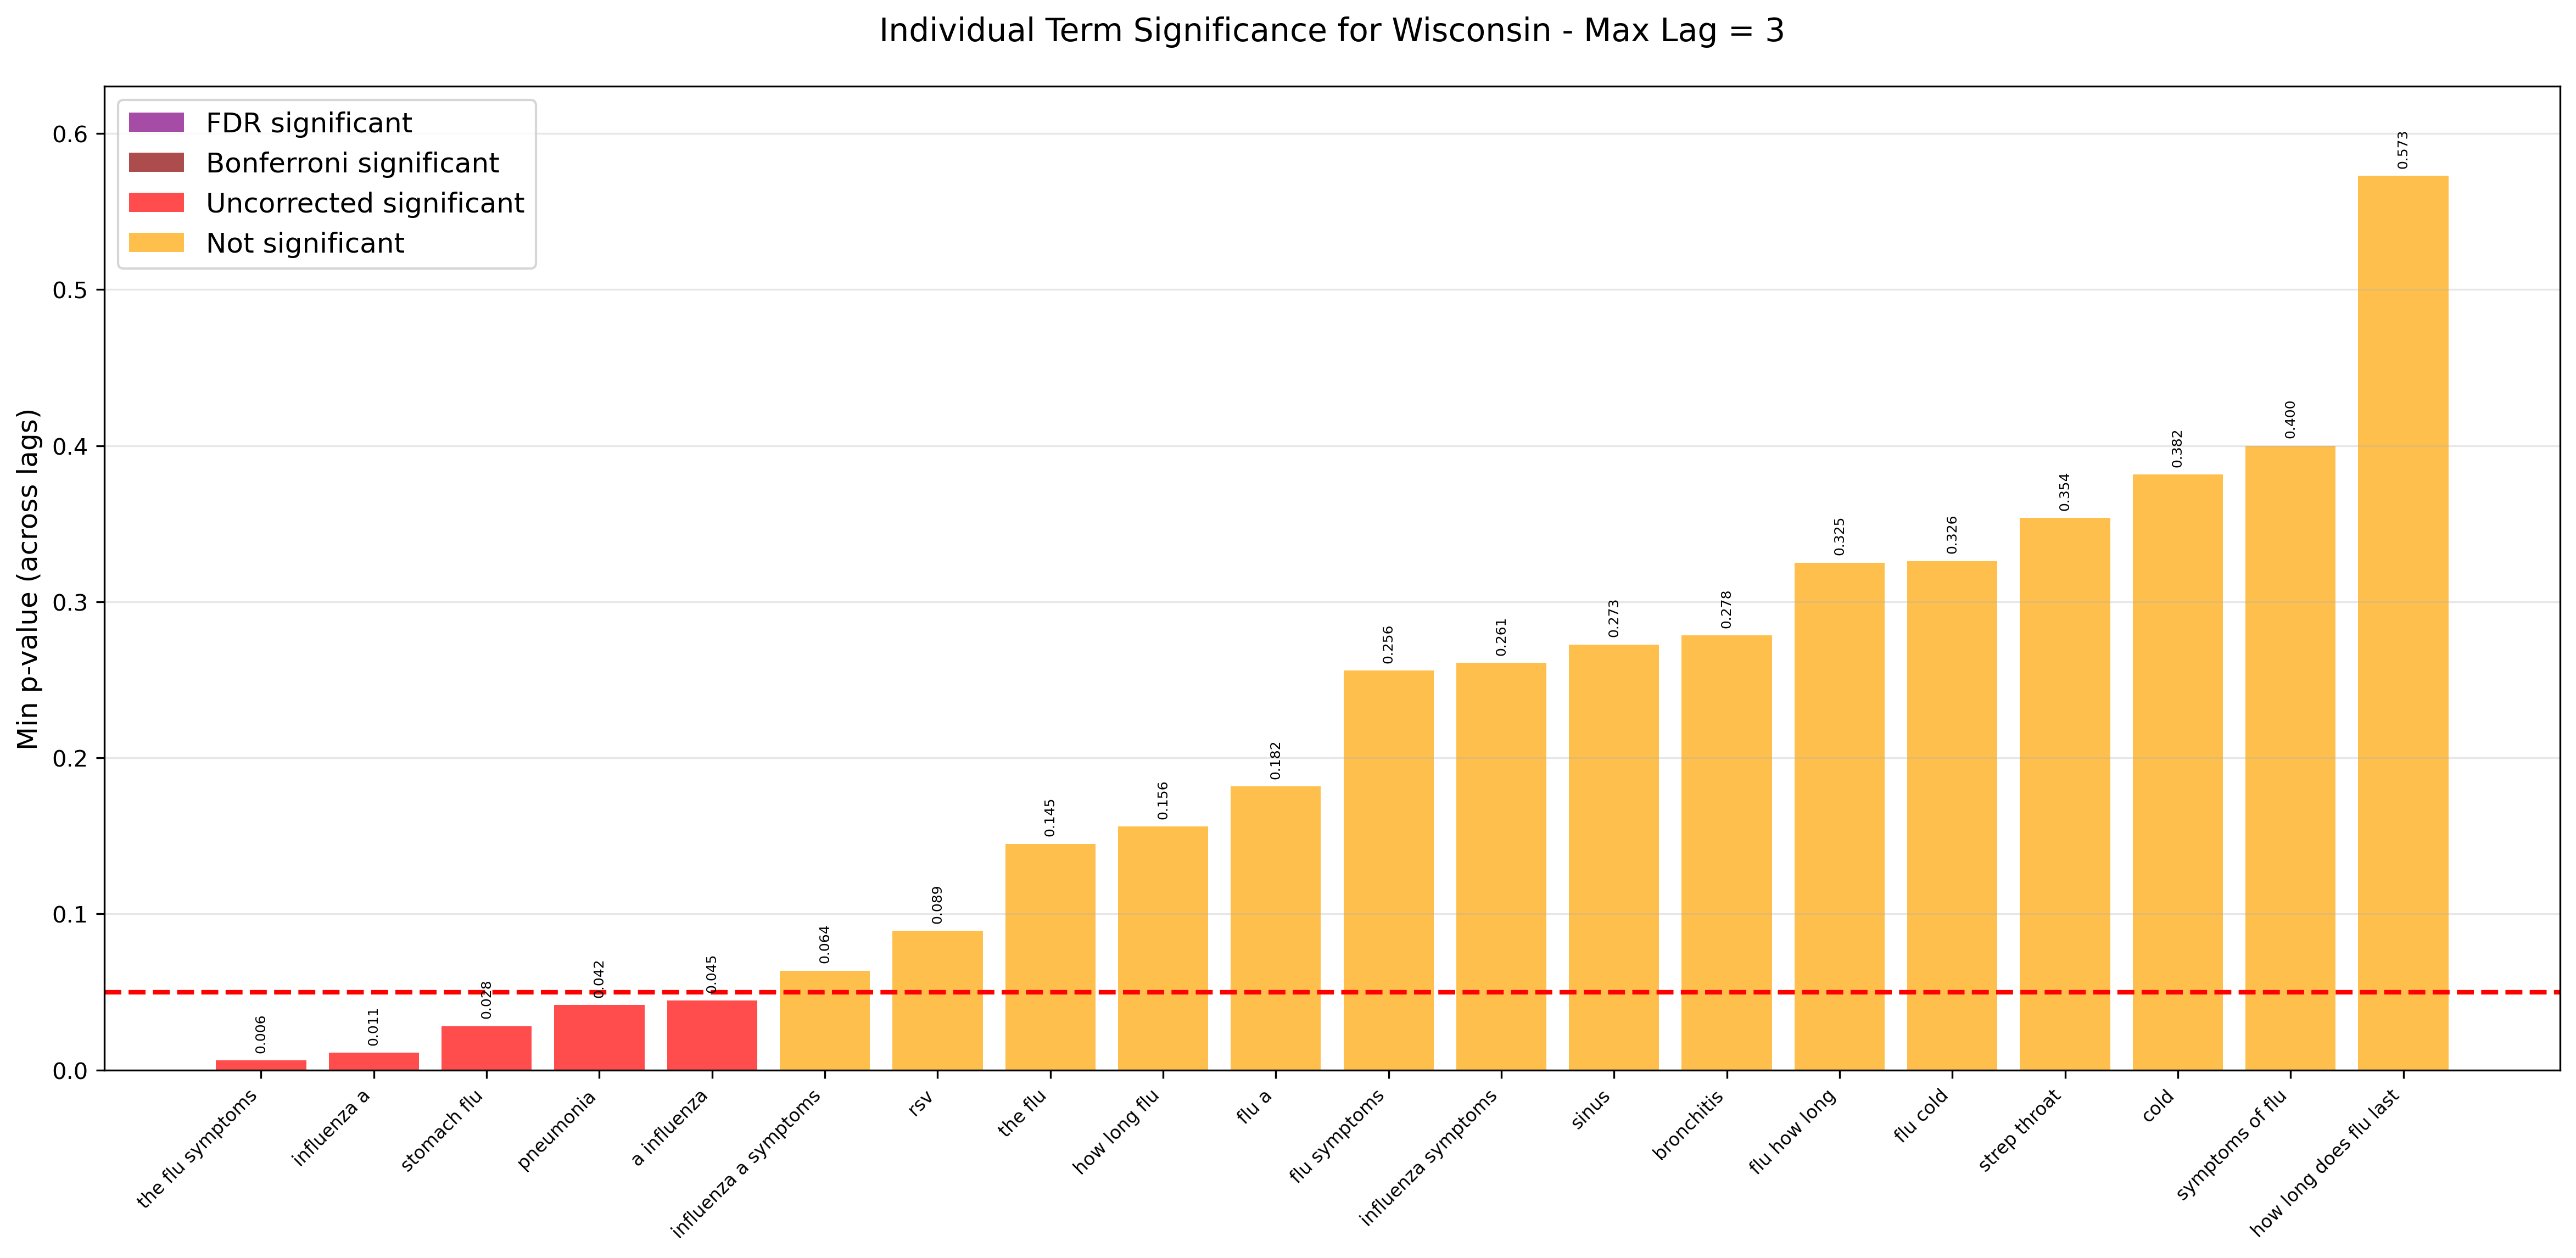 Individual Term Significance for Wisconsin - Max Lag = 3
FDR significant
Bonferroni significant
Uncorrected significant
Not significant
Min p-value (across lags)
0.6
0.5
0.4
0.3
0.2
0.1
0.0
0.006
0.011
0.028
0.042
0.045
0.064
0.089
0.145
0.156
0.182
0.256
0.261
0.273
0.278
0.325
0.326
0.354
0.382
0.400
0.573
the flu symptoms
influenza a
stomach flu
pneumonia
a influenza
influenza a symptoms
rsv
the flu
how long flu
flu a
flu symptoms
influenza symptoms
sinus
bronchitis
flu how long
flu cold
strep throat
cold
symptoms of flu
how long does flu last